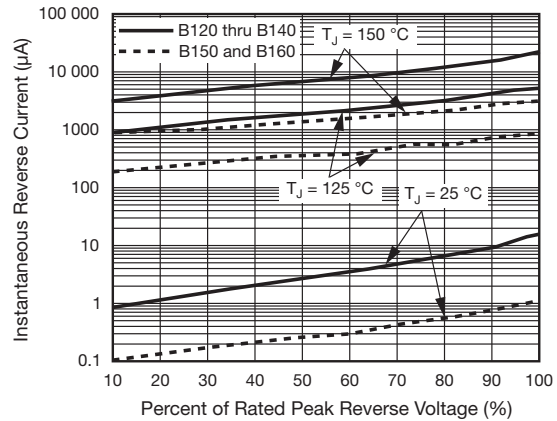 100 000
10 000
1000
100
10
1
0.1
Instantaneous Reverse Current (µA)
B120 thru B140
B150 and B160
T_J = 150 °C
T_J = 125 °C
T_J = 25 °C
10 20 30 40 50 60 70 80 90 100
Percent of Rated Peak Reverse Voltage (%)